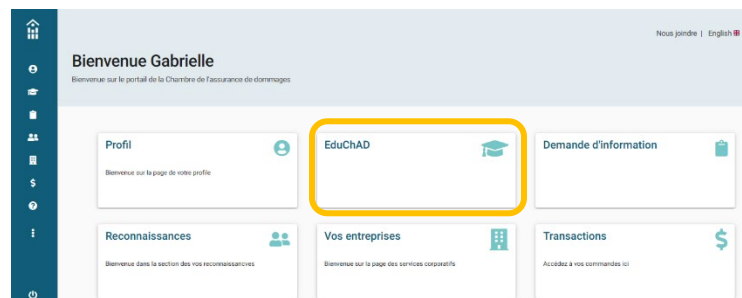 Nous joindre | English
Bienvenue Gabrielle
Bienvenue sur le portail de la Chambre de l'assurance de dommages
Profil
Bienvenue sur la page de votre profile
EduChAD
Demande d'information
Reconnaissances
Bienvenue dans la section des vos reconnaissancves
Vos entreprises
Bienvenue sur la page des services corporatifs
Transactions
Accédez à vos commandes ici